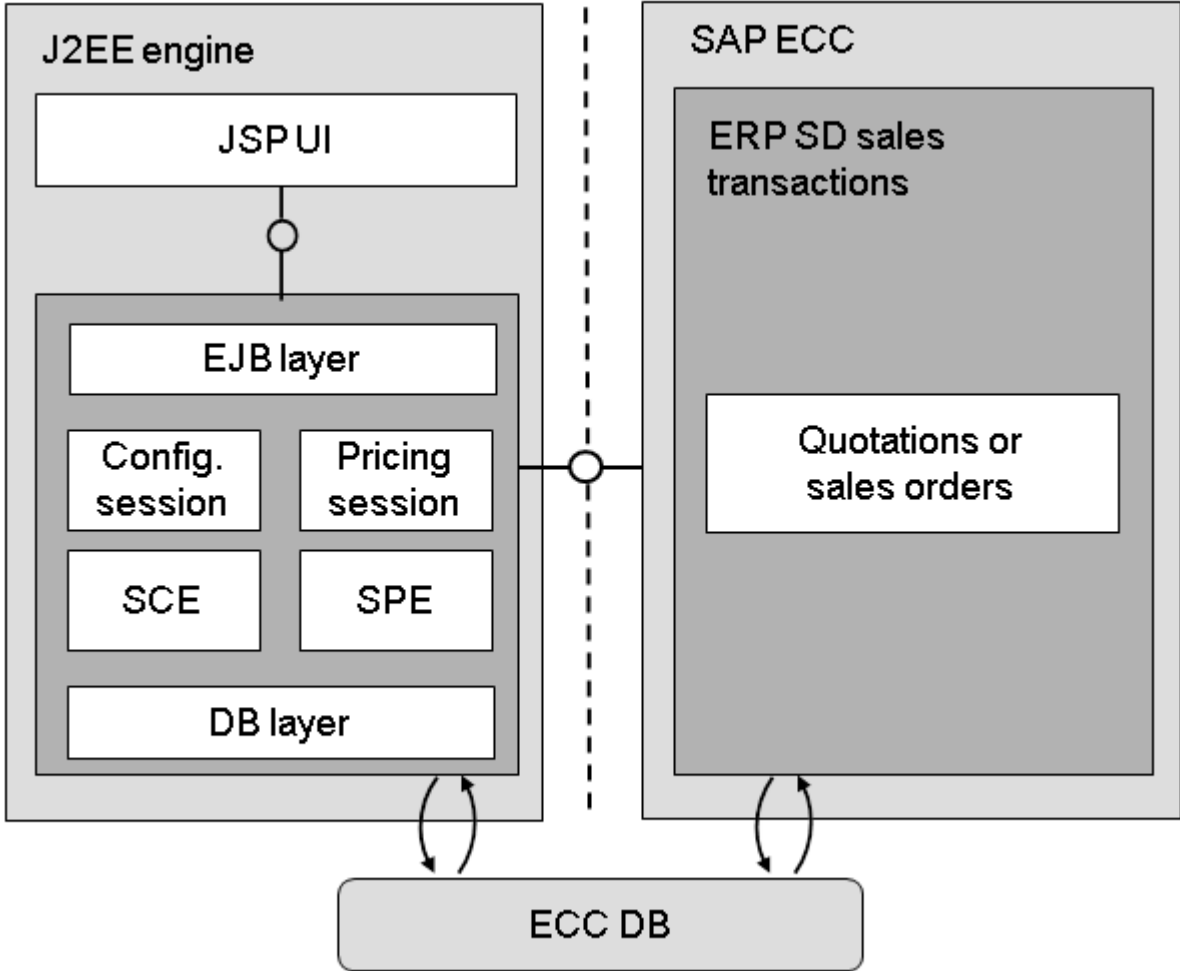 J2EE engine
JSP UI
EJB layer
Config.
session
Pricing
session
SCE
SPE
DB layer
SAP ECC
ERP SD sales
transactions
Quotations or
sales orders
ECC DB